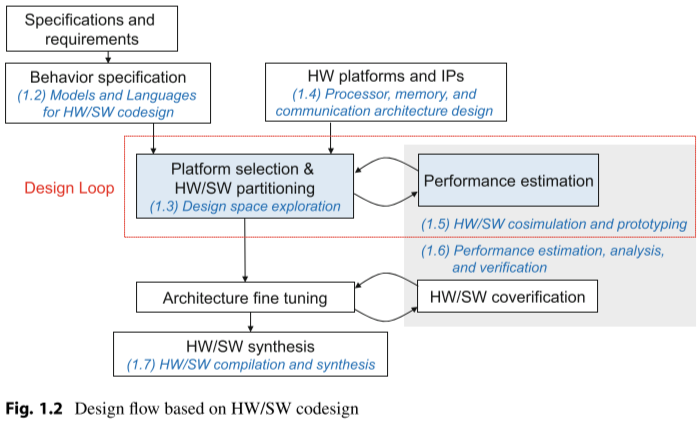 Specifications and
requirements
Behavior specification
(1.2) Models and Languages
for HW/SW codesign
HW platforms and IPs
(1.4) Processor, memory, and
communication architecture design
Design Loop
Platform selection &
HW/SW partitioning
(1.3) Design space exploration
Performance estimation
(1.5) HW/SW cosimulation and prototyping
(1.6) Performance estimation, analysis,
and verification
Architecture fine tuning
HW/SW coverification
HW/SW synthesis
(1.7) HW/SW compilation and synthesis
Fig. 1.2 Design flow based on HW/SW codesign